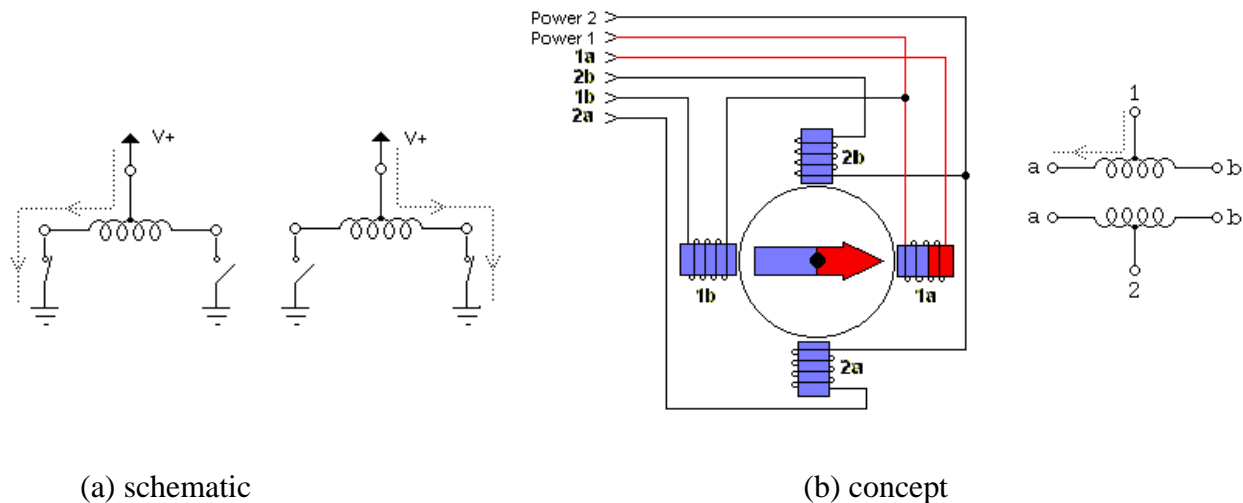 V+
V+
(a) schematic
Power 2
Power 1
1a
2b
1b
2a
2b
1b
1a
2a
1
a
b
a
b
2
(b) concept